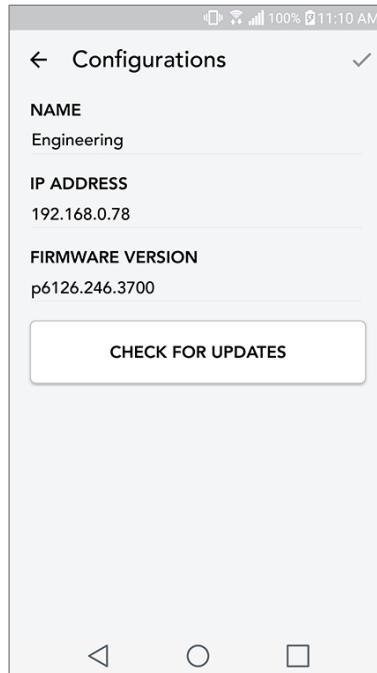 100% 11:10 AM
Configurations
NAME
Engineering
IP ADDRESS
192.168.0.78
FIRMWARE VERSION
p6126.246.3700
CHECK FOR UPDATES